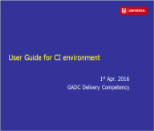 User Guide for CI environment
1st Apr. 2016
GADC Delivery Competency